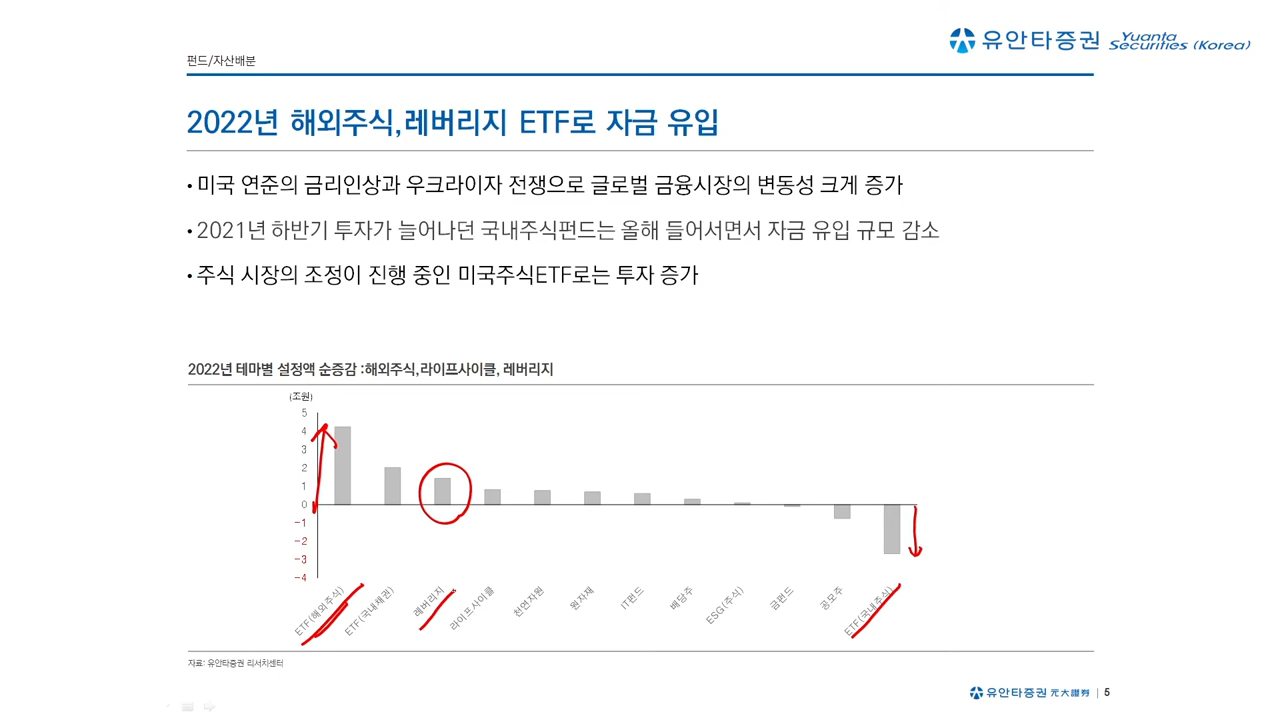 유안타증권 Yuanta Securities (Korea)
펀드/자산배분
2022년 해외주식,레버리지 ETF로 자금 유입
• 미국 연준의 금리인상과 우크라이자 전쟁으로 글로벌 금융시장의 변동성 크게 증가
• 2021년 하반기 투자가 늘어나던 국내주식펀드는 올해 들어서면서 자금 유입 규모 감소
• 주식 시장의 조정이 진행 중인 미국주식ETF로는 투자 증가
2022년 테마별 설정액 순증감 :해외주식,라이프사이클, 레버리지
(조원)
5
4
3
2
1
0
-1
-2
-3
-4
ETF(해외주식)
ETF(국내채권)
레버리지
라이프사이클
천연자원
원자재
IT펀드
배당주
ESG(주식)
금펀드
공모주
ETF(국내주식)
자료: 유안타증권 리서치센터
유안타증권 元大證券 | 5